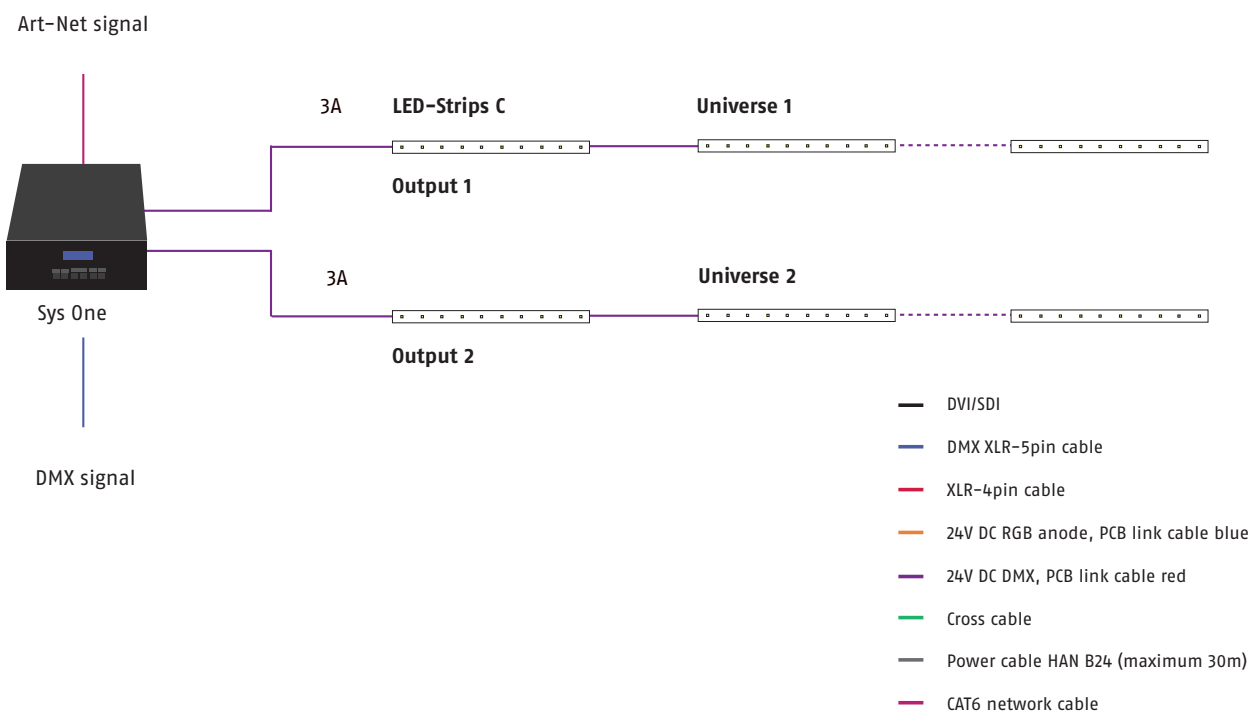 Art-Net signal
3A
LED-Strips C
Universe 1
Output 1
3A
Universe 2
Sys One
Output 2
DMX signal
DVI/SDI
DMX XLR-5pin cable
XLR-4pin cable
24V DC RGB anode, PCB link cable blue
24V DC DMX, PCB link cable red
Cross cable
Power cable HAN B24 (maximum 30m)
CAT6 network cable